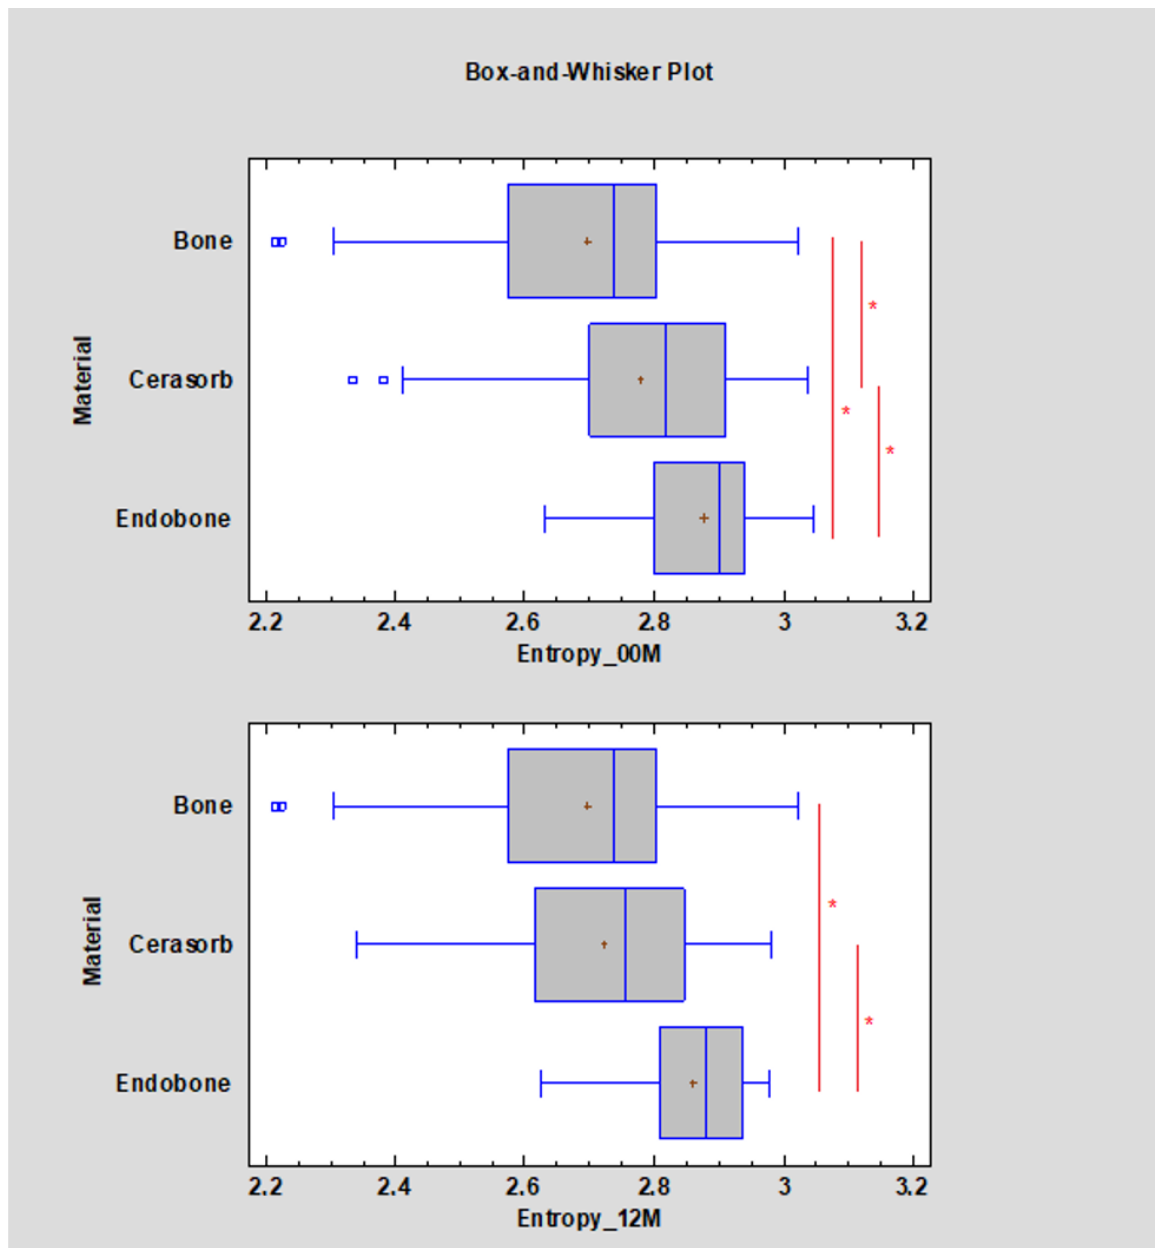 Box-and-Whisker Plot
Material
Bone
*
Cerasorb
*
*
Endobone
2.2 2.4 2.6 2.8 3 3.2
Entropy_00M
Material
Bone
*
Cerasorb
*
Endobone
2.2 2.4 2.6 2.8 3 3.2
Entropy_12M